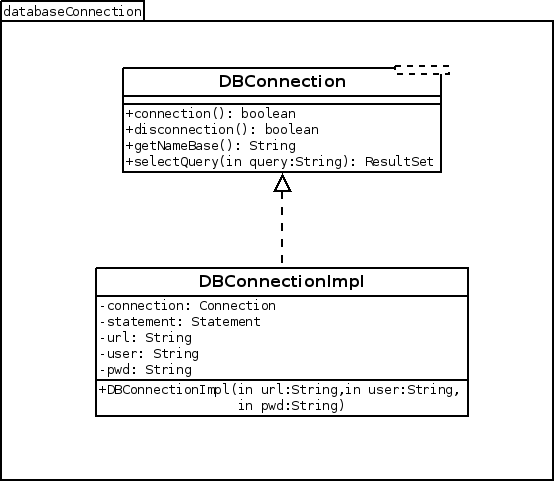 databaseConnection
DBConnection
+connection(): boolean
+disconnection(): boolean
+getNameBase(): String
+selectQuery(in query:String): ResultSet
DBConnectionImpl
-connection: Connection
-statement: Statement
-url: String
-user: String
-pwd: String
+DBConnectionImpl(in url:String,in user:String,
in pwd:String)